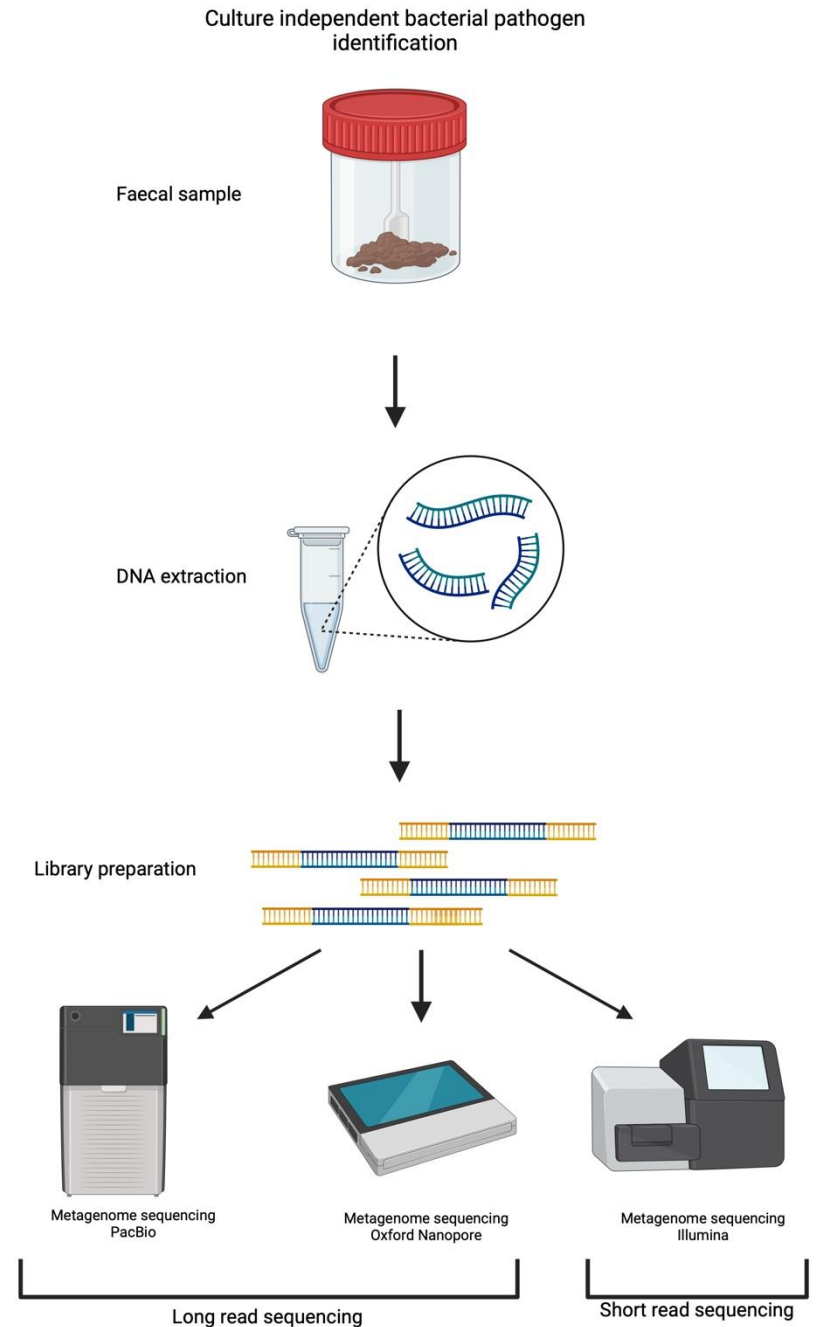 Culture independent bacterial pathogen
identification
Faecal sample
DNA extraction
Library preparation
Metagenome sequencing
PacBio
Metagenome sequencing
Oxford Nanopore
Metagenome sequencing
Illumina
Long read sequencing
Short read sequencing